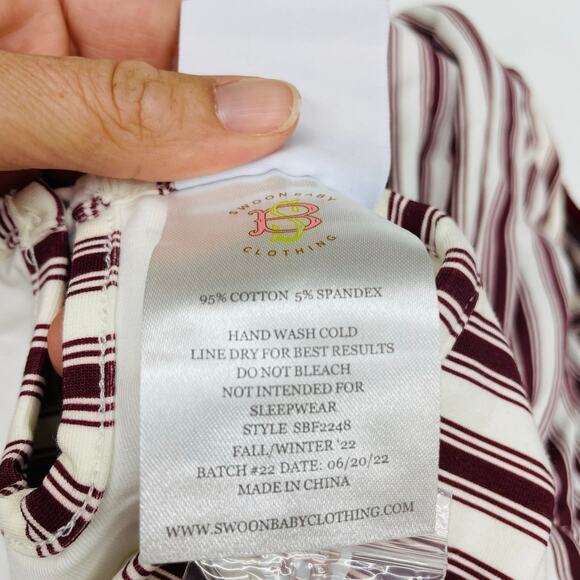 SWOON BABY
SB
CLOTHING
95% COTTON 5% SPANDEX
HAND WASH COLD
LINE DRY FOR BEST RESULTS
DO NOT BLEACH
NOT INTENDED FOR
SLEEPWEAR
STYLE SBF2248
FALL/WINTER '22
BATCH #22 DATE: 06/20/22
MADE IN CHINA
WWW.SWOONBABYCLOTHING.COM